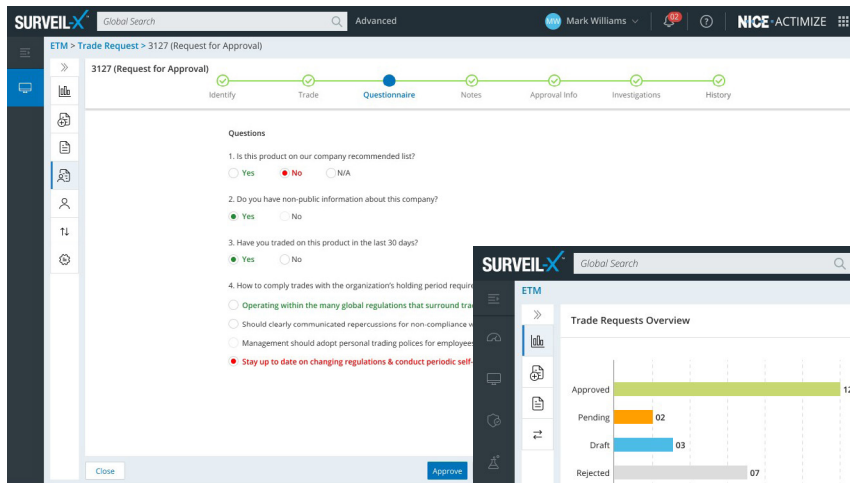 SURVEIL-X™ Global Search Advanced MW Mark Williams 02 NICE·ACTIMIZE
ETM > Trade Request > 3127 (Request for Approval)
3127 (Request for Approval)
Identify Trade Questionnaire Notes Approval Info Investigations History
Questions
1. Is this product on our company recommended list?
Yes No N/A
2. Do you have non-public information about this company?
Yes No
3. Have you traded on this product in the last 30 days?
Yes No
4. How to comply trades with the organization's holding period require
Operating within the many global regulations that surround tra
Should clearly communicated repercussions for non-compliance w
Management should adopt personal trading polices for employees
Stay up to date on changing regulations & conduct periodic self-
Close Approve
SURVEIL-X™ Global Search
ETM
Trade Requests Overview
Approved 12
Pending 02
Draft 03
Rejected 07